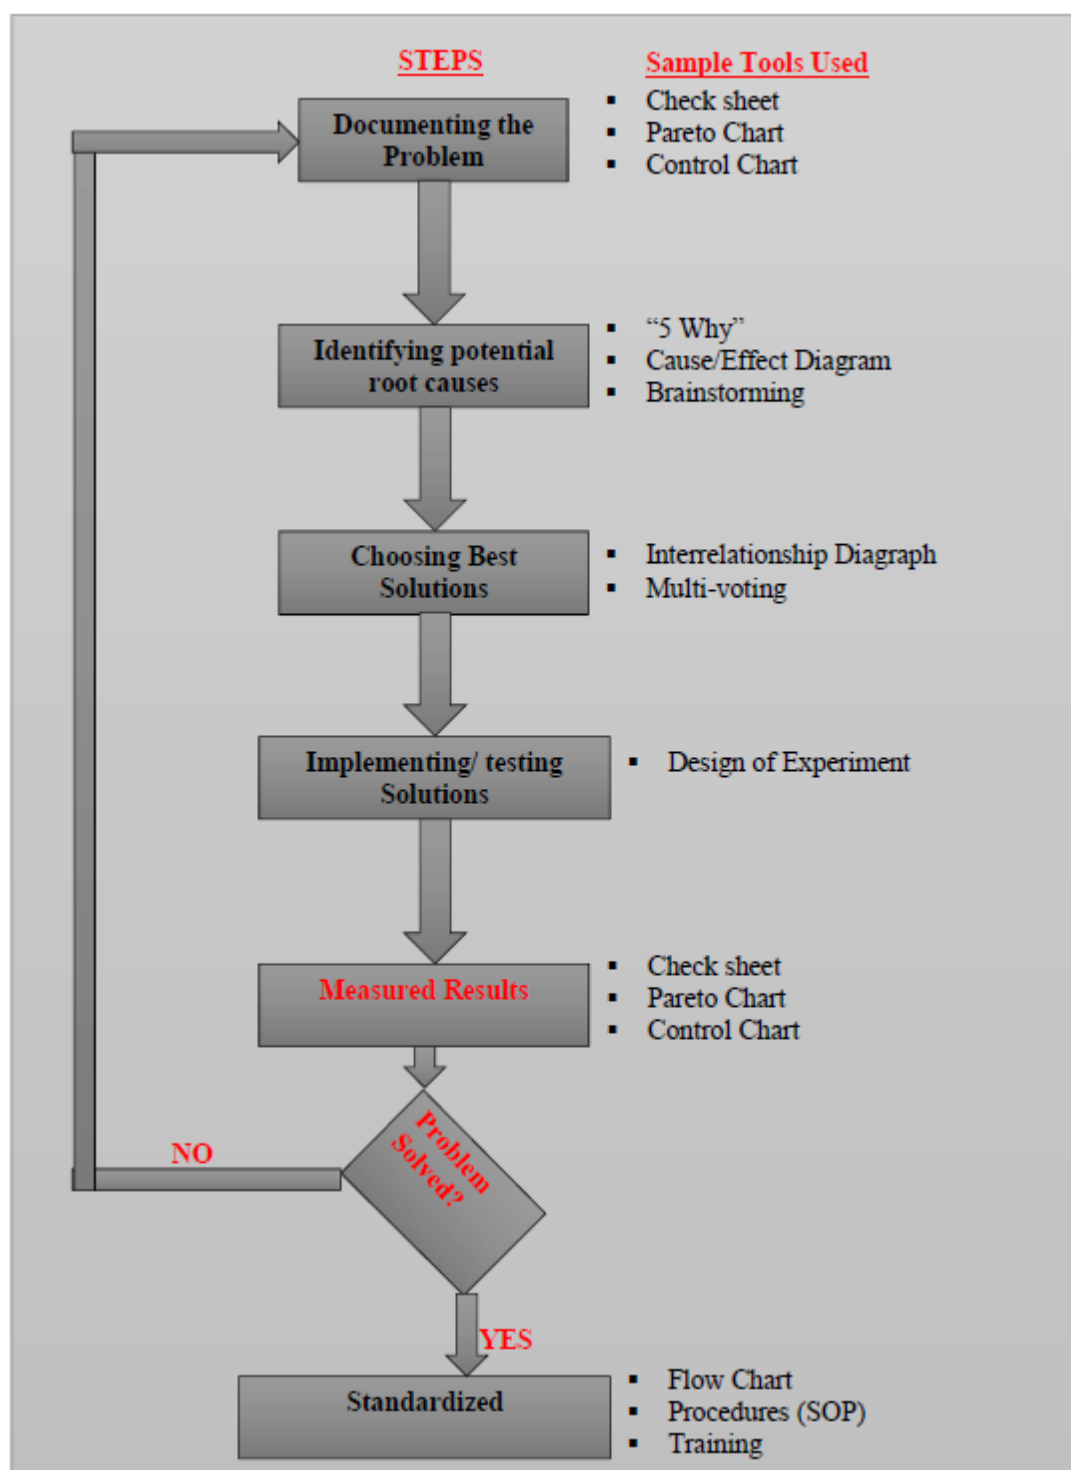 STEPS
Sample Tools Used
Documenting the
Problem
▪ Check sheet
▪ Pareto Chart
▪ Control Chart
Identifying potential
root causes
▪ “5 Why”
▪ Cause/Effect Diagram
▪ Brainstorming
Choosing Best
Solutions
▪ Interrelationship Diagraph
▪ Multi-voting
Implementing/ testing
Solutions
▪ Design of Experiment
Measured Results
▪ Check sheet
▪ Pareto Chart
▪ Control Chart
Problem
Solved?
NO
YES
Standardized
▪ Flow Chart
▪ Procedures (SOP)
▪ Training